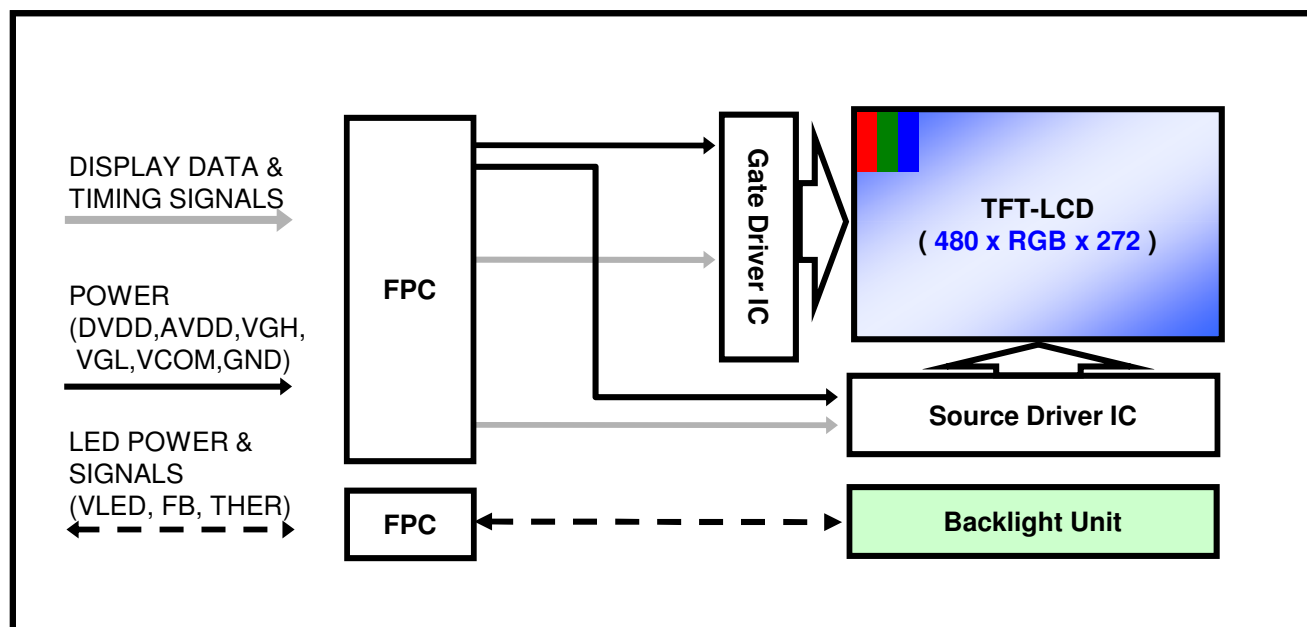 DISPLAY DATA &
TIMING SIGNALS
POWER
(DVDD,AVDD,VGH,
VGL,VCOM,GND)
LED POWER &
SIGNALS
(VLED, FB, THER)
FPC
FPC
Gate Driver IC
TFT-LCD
( 480 x RGB x 272 )
Source Driver IC
Backlight Unit